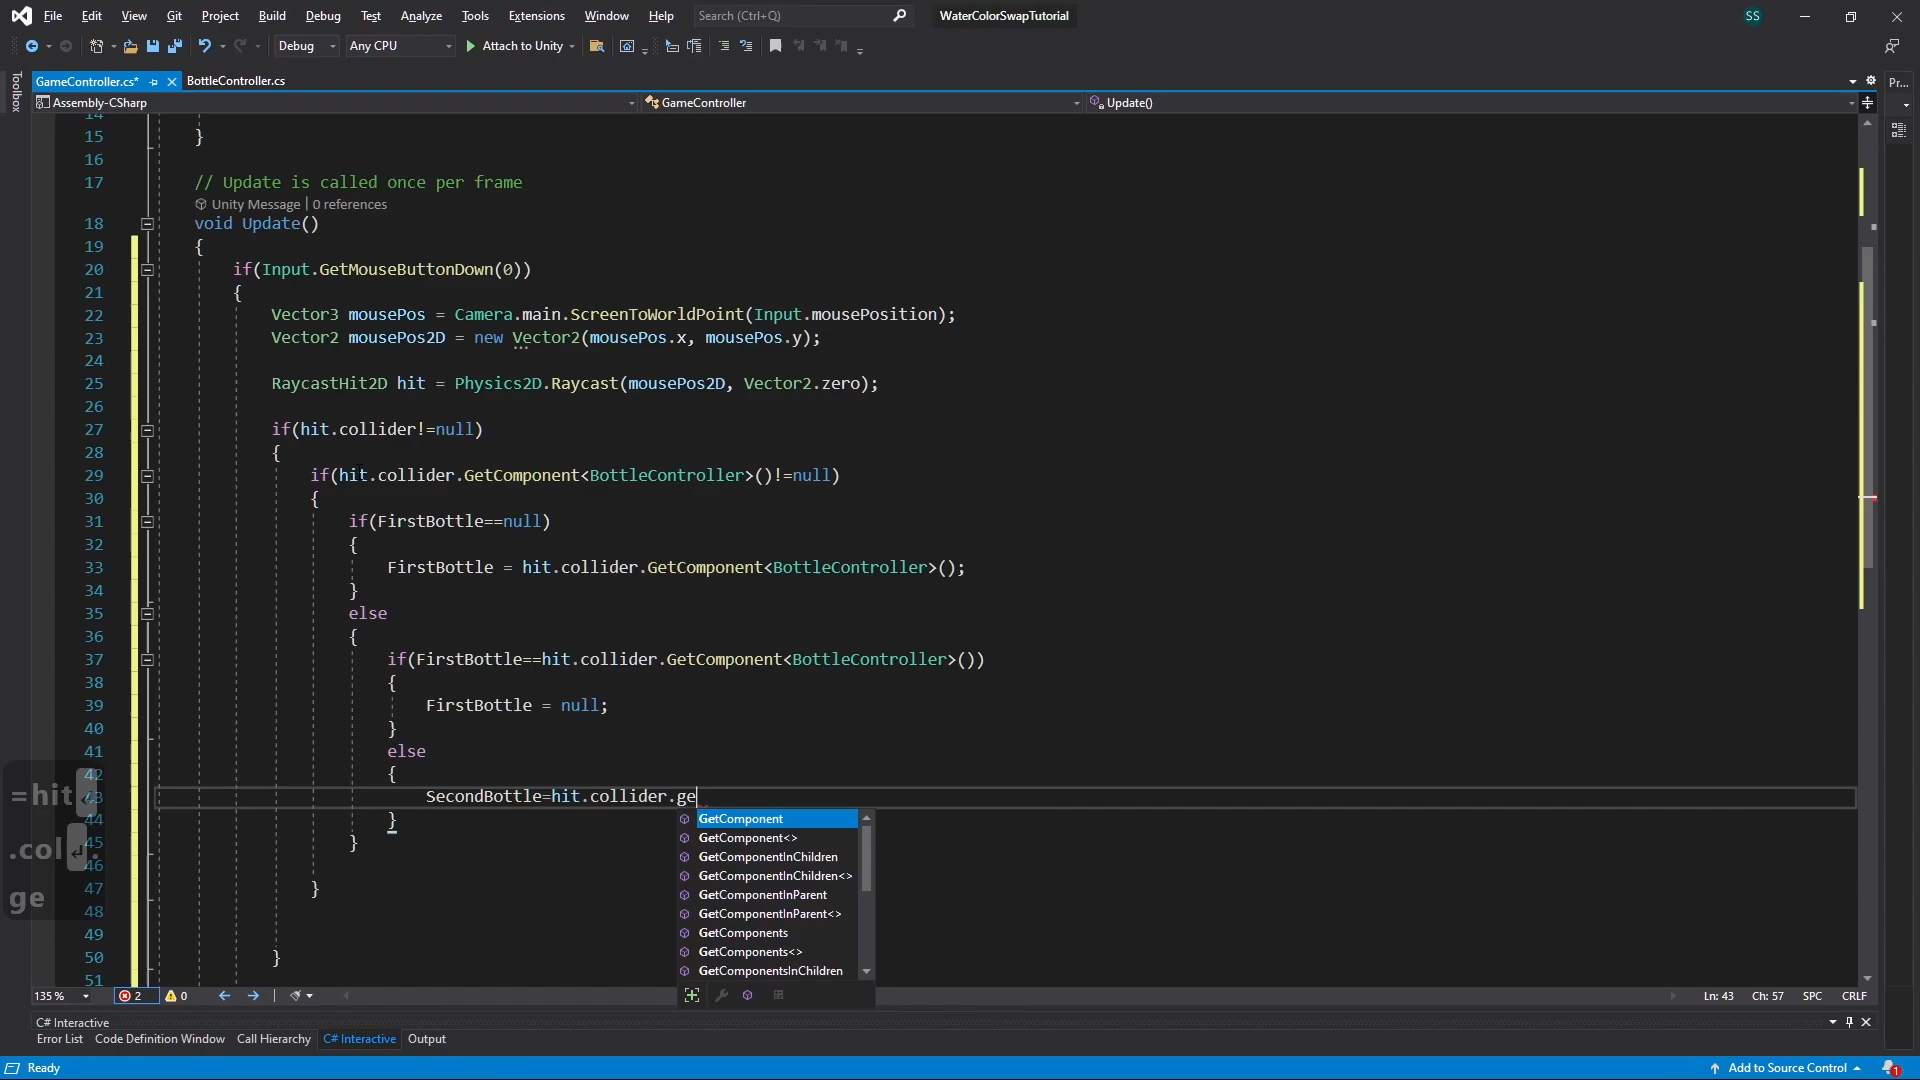 File Edit View Git Project Build Debug Test Analyze Tools Extensions Window Help Search (Ctrl+Q) WaterColorSwapTutorial SS
Debug Any CPU Attach to Unity
Toolbox
GameController.cs* BottleController.cs Pr...
Assembly-CSharp GameController Update()
14
15 }
16
17 // Update is called once per frame
Unity Message | 0 references
18 void Update()
19 {
20 if(Input.GetMouseButtonDown(0))
21 {
22 Vector3 mousePos = Camera.main.ScreenToWorldPoint(Input.mousePosition);
23 Vector2 mousePos2D = new Vector2(mousePos.x, mousePos.y);
24
25 RaycastHit2D hit = Physics2D.Raycast(mousePos2D, Vector2.zero);
26
27 if(hit.collider!=null)
28 {
29 if(hit.collider.GetComponent<BottleController>()!=null)
30 {
31 if(FirstBottle==null)
32 {
33 FirstBottle = hit.collider.GetComponent<BottleController>();
34 }
35 else
36 {
37 if(FirstBottle==hit.collider.GetComponent<BottleController>())
38 {
39 FirstBottle = null;
40 }
41 else
42 {
43 SecondBottle=hit.collider.ge
44 }
45 }
46
47 }
48
49
50 }
51
=hit
.col .
ge
GetComponent
GetComponent<>
GetComponentInChildren
GetComponentInChildren<>
GetComponentInParent
GetComponentInParent<>
GetComponents
GetComponents<>
GetComponentsInChildren
135 % 2 0 Ln: 43 Ch: 57 SPC CRLF
C# Interactive
Error List Code Definition Window Call Hierarchy C# Interactive Output
Ready Add to Source Control 1